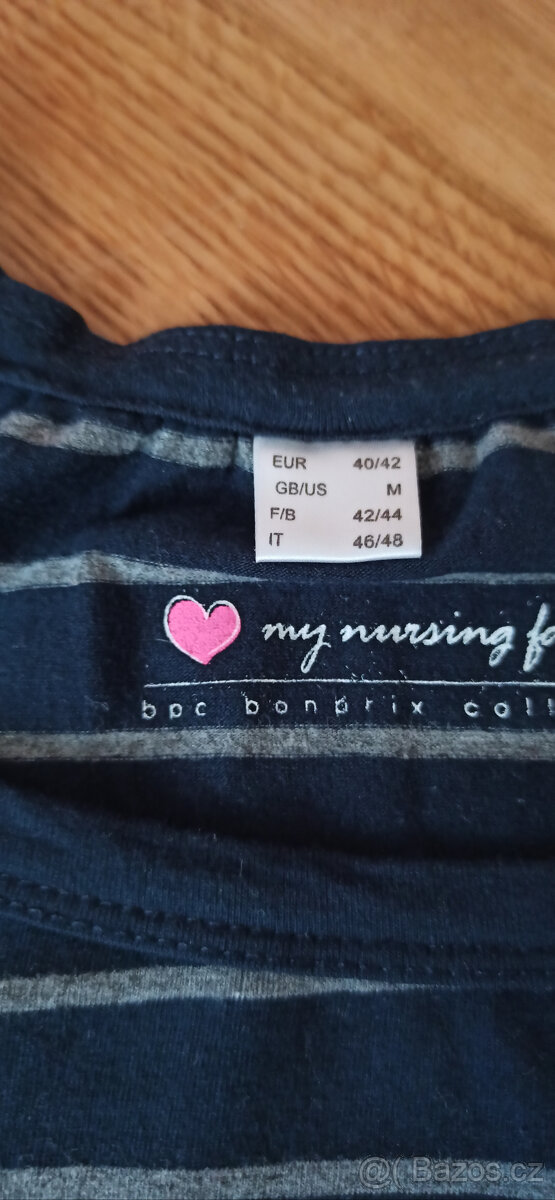 EUR 40/42
GB/US M
F/B 42/44
IT 46/48
my nursing
bpc bonprix
@( Bazos.cz